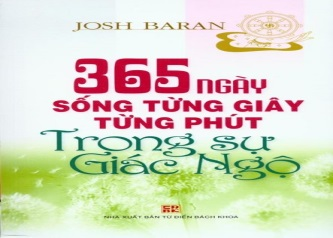 JOSH BARAN
365 NGÀY
SỐNG TỪNG GIÂY
TỪNG PHÚT
Trong sự
Giác Ngộ
NHÀ XUẤT BẢN TỪ ĐIỂN BÁCH KHOA